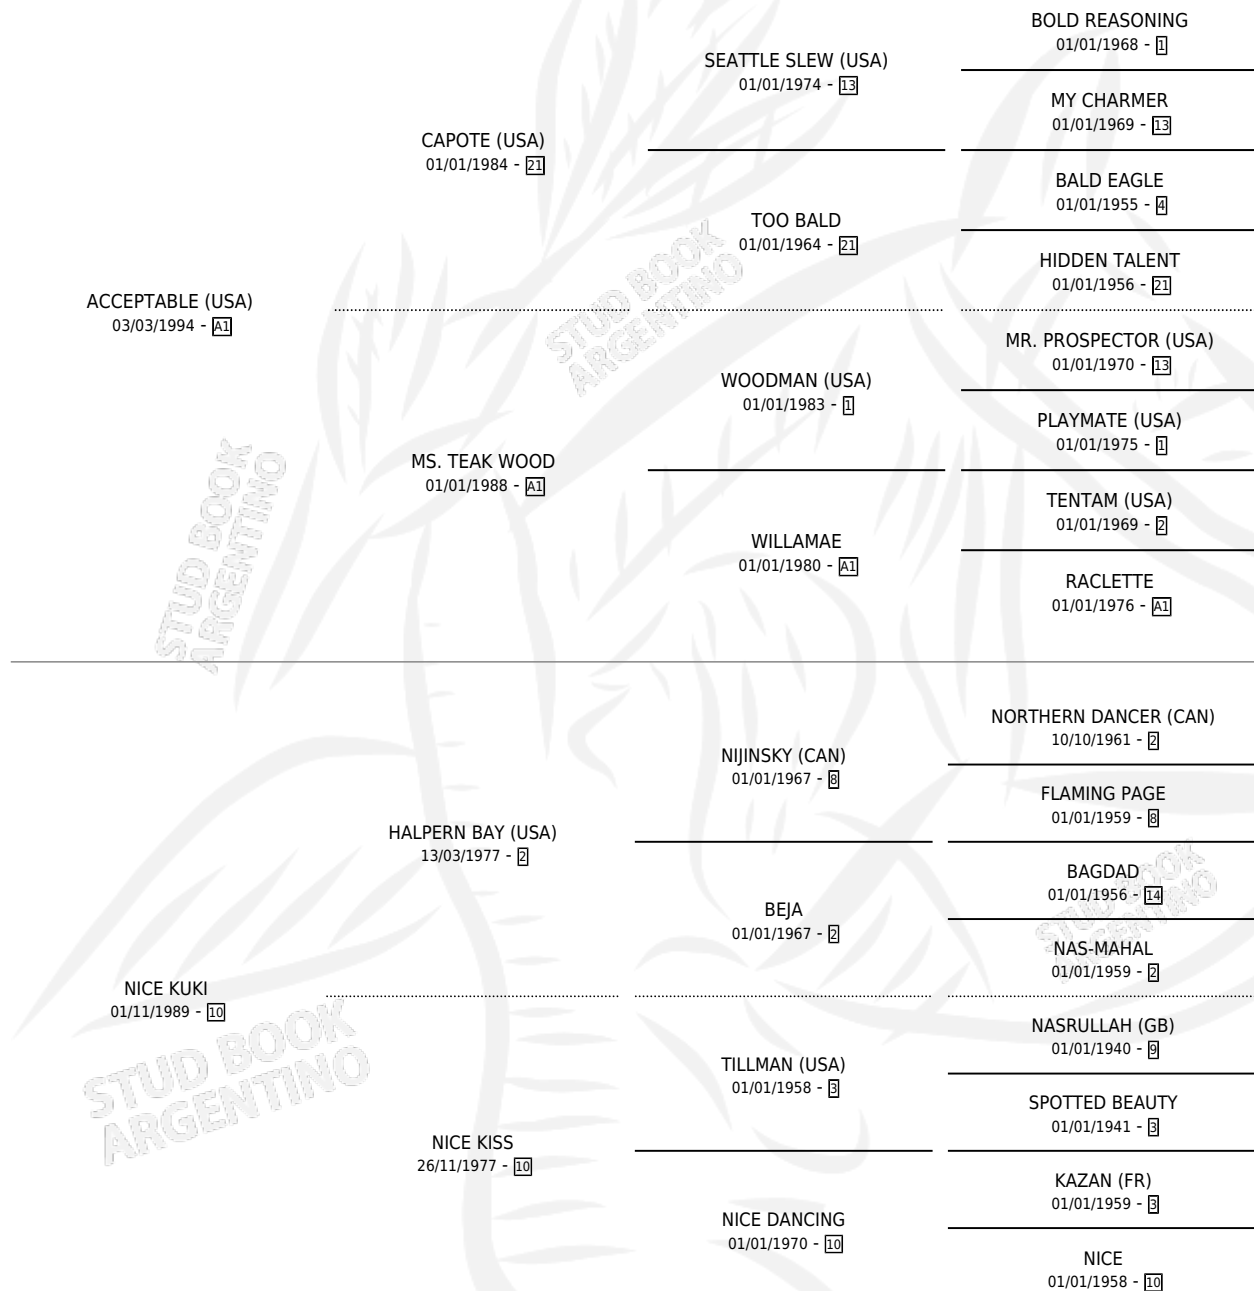 BOLD REASONING
01/01/1968 - 1
SEATTLE SLEW (USA)
01/01/1974 - 13
MY CHARMER
01/01/1969 - 13
CAPOTE (USA)
01/01/1984 - 21
BALD EAGLE
01/01/1955 - 4
TOO BALD
01/01/1964 - 21
HIDDEN TALENT
01/01/1956 - 21
ACCEPTABLE (USA)
03/03/1994 - A1
MR. PROSPECTOR (USA)
01/01/1970 - 13
WOODMAN (USA)
01/01/1983 - 1
PLAYMATE (USA)
01/01/1975 - 1
MS. TEAK WOOD
01/01/1988 - A1
TENTAM (USA)
01/01/1969 - 2
WILLAMAE
01/01/1980 - A1
RACLETTE
01/01/1976 - A1
NORTHERN DANCER (CAN)
10/10/1961 - 2
NIJINSKY (CAN)
01/01/1967 - 8
FLAMING PAGE
01/01/1959 - 8
HALPERN BAY (USA)
13/03/1977 - 2
BAGDAD
01/01/1956 - 14
BEJA
01/01/1967 - 2
NAS-MAHAL
01/01/1959 - 2
NICE KUKI
01/11/1989 - 10
NASRULLAH (GB)
01/01/1940 - 9
TILLMAN (USA)
01/01/1958 - 3
SPOTTED BEAUTY
01/01/1941 - 3
NICE KISS
26/11/1977 - 10
KAZAN (FR)
01/01/1959 - 3
NICE DANCING
01/01/1970 - 10
NICE
01/01/1958 - 10
STUD BOOK
ARGENTINO
STUD BOOK
ARGENTINO
STUD BOOK
ARGENTINO
STUD BOOK
ARGENTINO